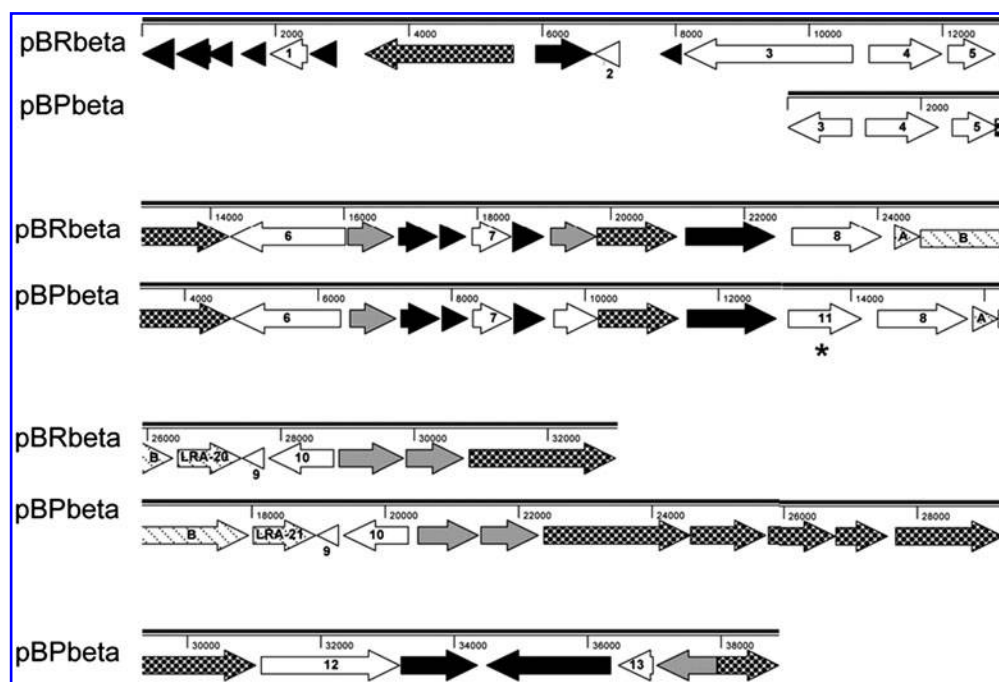 pBRbeta 2000 4000 6000 8000 10000 12000
1 2 3 4 5
pBPbeta 2000
3 4 5
pBRbeta 14000 16000 18000 20000 22000 24000
6 7 8 A B
pBPbeta 4000 6000 8000 10000 12000 14000
6 7 11 8 A
*
pBRbeta 26000 28000 30000 32000
B LRA-20 9 10
pBPbeta 18000 20000 22000 24000 26000 28000
B LRA-21 9 10
pBPbeta 30000 32000 34000 36000 38000
12 13